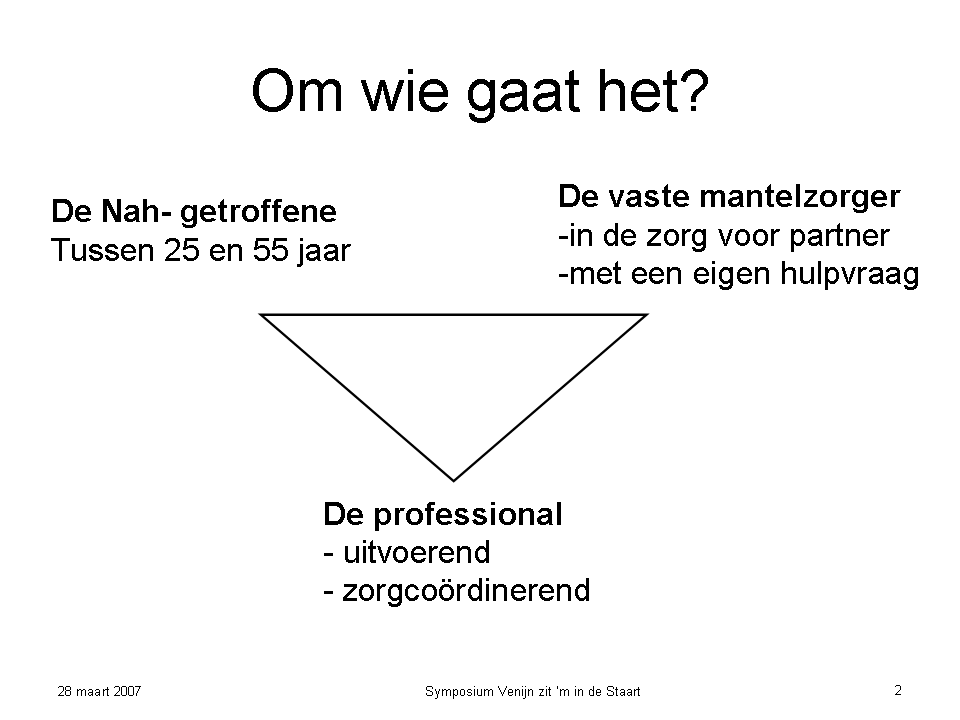 Om wie gaat het?
De Nah- getroffene
Tussen 25 en 55 jaar
De vaste mantelzorger
-in de zorg voor partner
-met een eigen hulpvraag
De professional
- uitvoerend
- zorgcoördinerend
28 maart 2007
Symposium Venijn zit 'm in de Staart
2